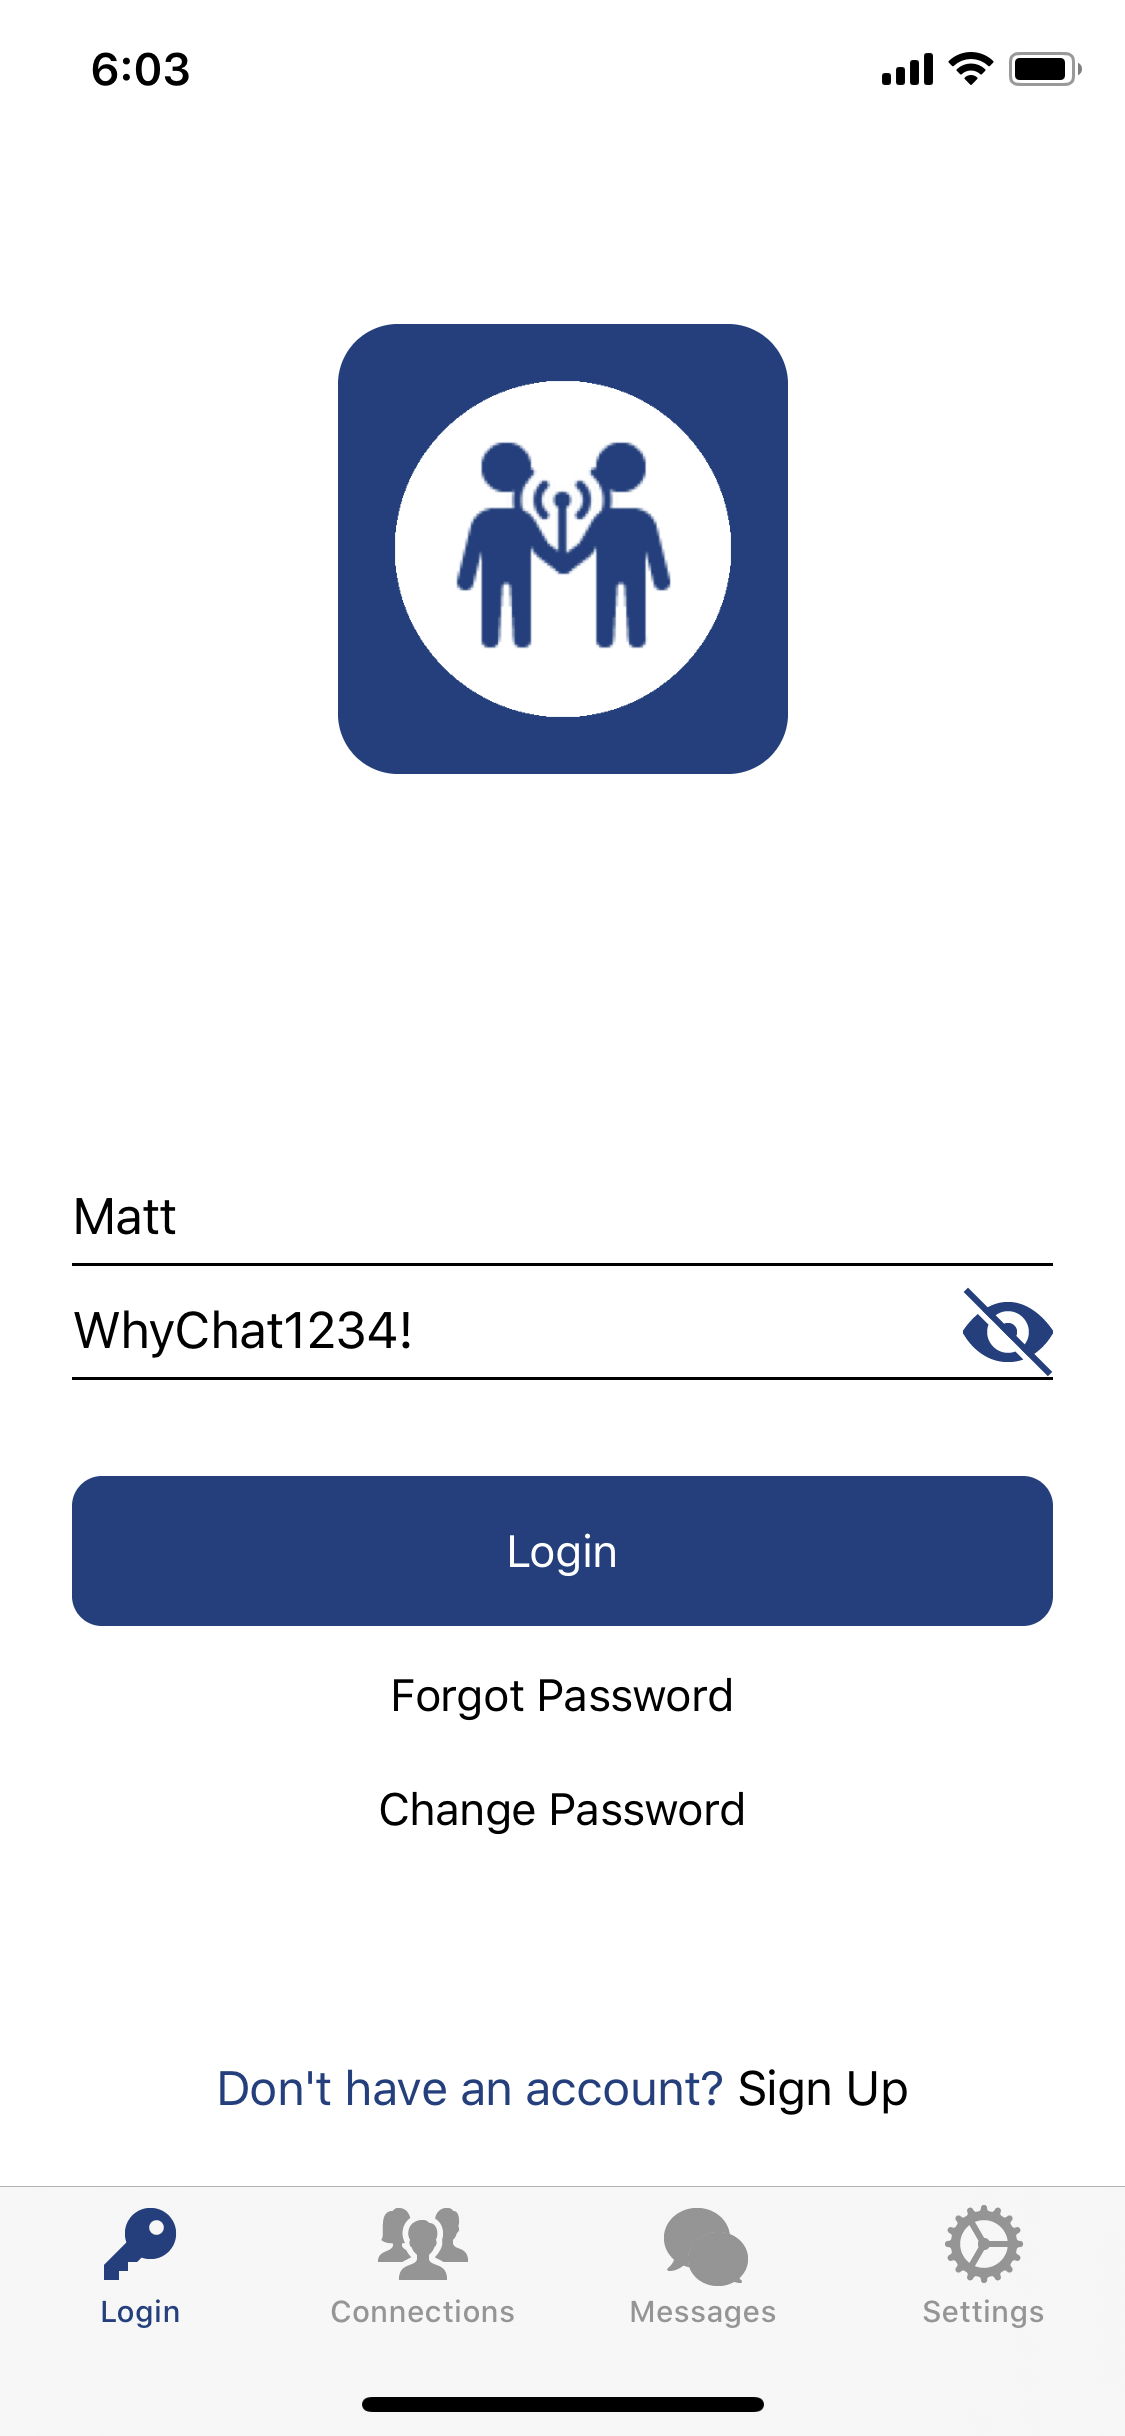 6:03
Matt
WhyChat1234!
Login
Forgot Password
Change Password
Don't have an account? Sign Up
Login Connections Messages Settings